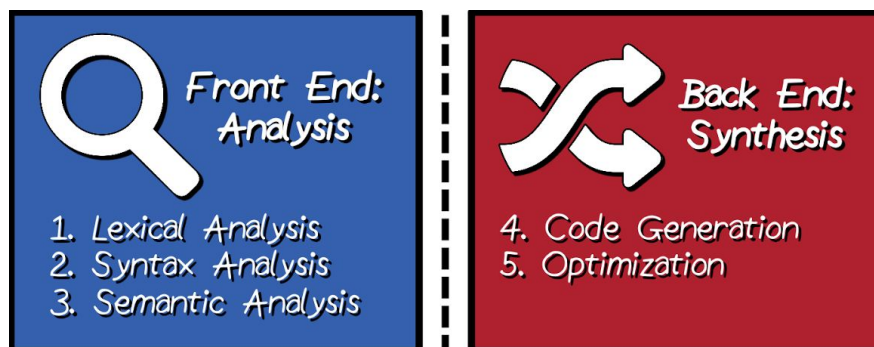 Front End:
Analysis
1. Lexical Analysis
2. Syntax Analysis
3. Semantic Analysis
Back End:
Synthesis
4. Code Generation
5. Optimization